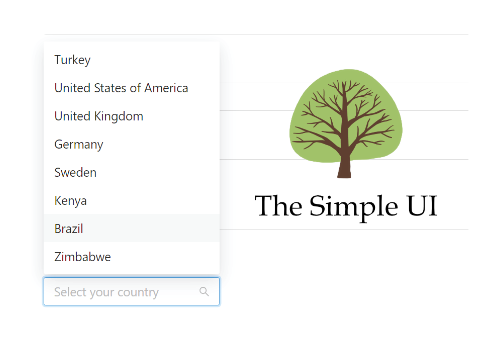 Turkey
United States of America
United Kingdom
Germany
Sweden
Kenya
Brazil
Zimbabwe
Select your country
The Simple UI